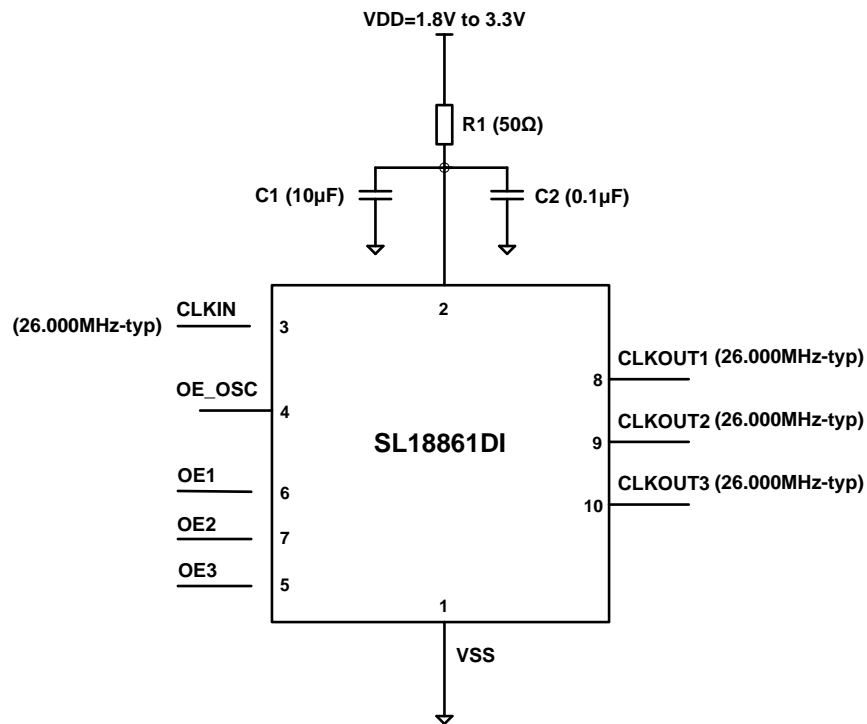 VDD=1.8V to 3.3V
R1 (50Ω)
C1 (10µF)
C2 (0.1µF)
2
CLKIN
(26.000MHz-typ)
3
CLKOUT1 (26.000MHz-typ)
8
OE_OSC
4
CLKOUT2 (26.000MHz-typ)
9
SL18861DI
CLKOUT3 (26.000MHz-typ)
10
OE1
6
OE2
7
OE3
5
1
VSS